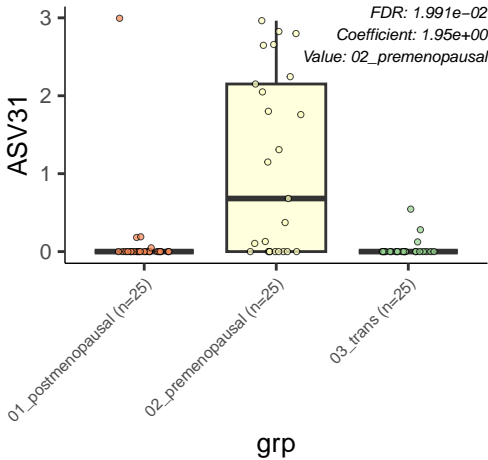 FDR: 1.991e−02
Coefficient: 1.95e+00
Value: 02_premenopausal
ASV31
3
2
1
0
01_postmenopausal (n=25)
02_premenopausal (n=25)
03_trans (n=25)
grp